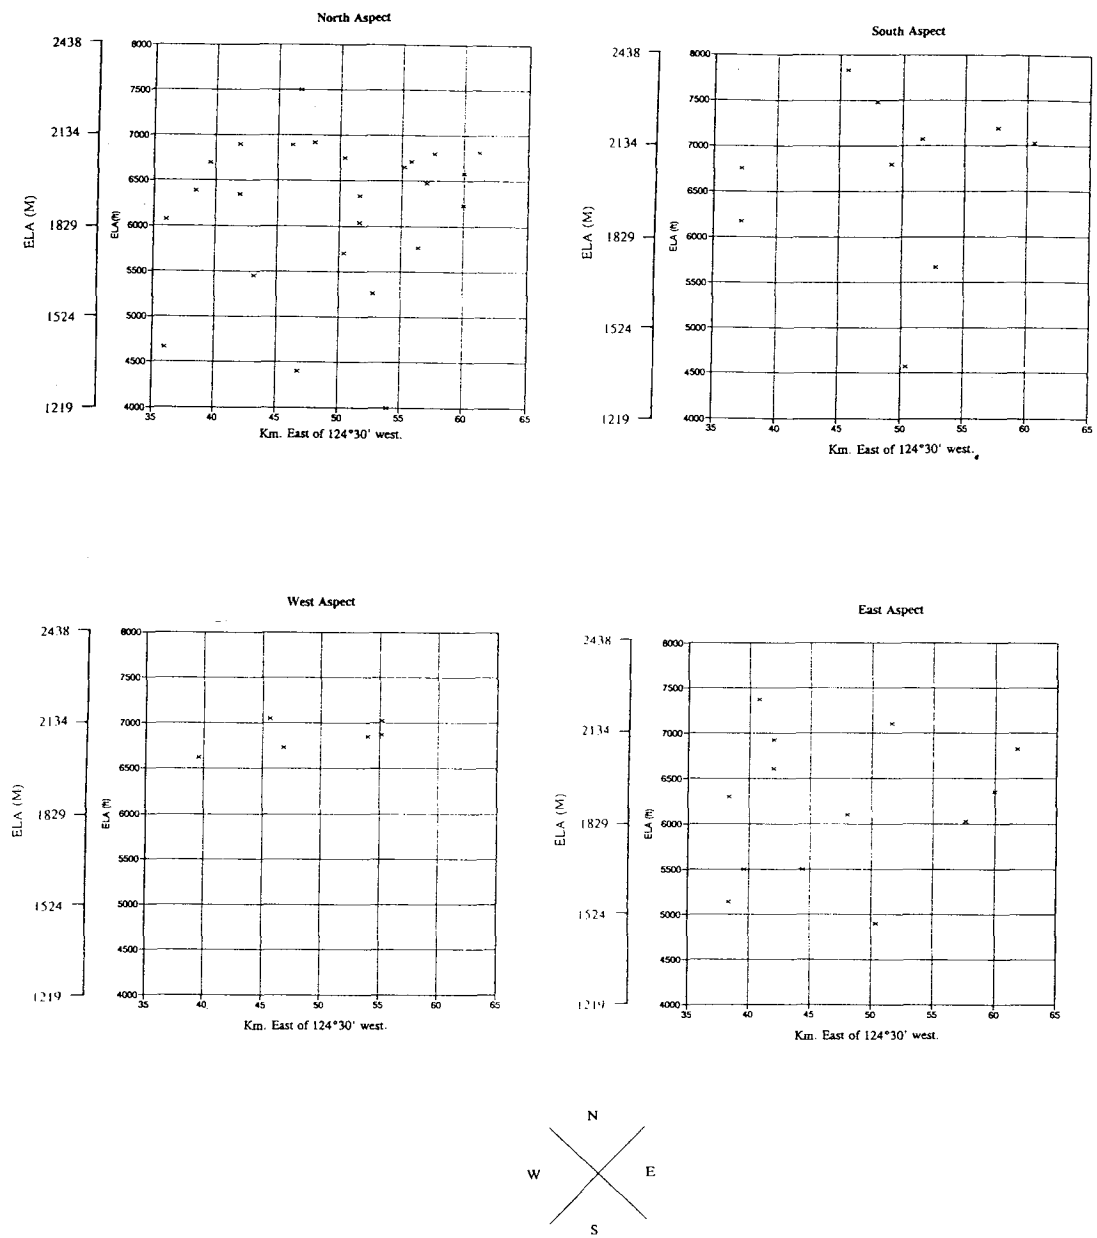 North Aspect
ELA (M)
2438
2134
1829
1524
1219
ELA(ft)
8000
7500
7000
6500
6000
5500
5000
4500
4000
35 40 45 50 55 60 65
Km. East of 124°30' west.
South Aspect
ELA (M)
2438
2134
1829
1524
1219
ELA (ft)
8000
7500
7000
6500
6000
5500
5000
4500
4000
35 40 45 50 55 60 65
Km. East of 124°30' west.
West Aspect
ELA (M)
2438
2134
1829
1524
1219
ELA (ft)
8000
7500
7000
6500
6000
5500
5000
4500
4000
35 40 45 50 55 60 65
Km. East of 124°30' west.
East Aspect
ELA (M)
2438
2134
1829
1524
1219
ELA (ft)
8000
7500
7000
6500
6000
5500
5000
4500
4000
35 40 45 50 55 60 65
Km. East of 124°30' west.
N
W E
S